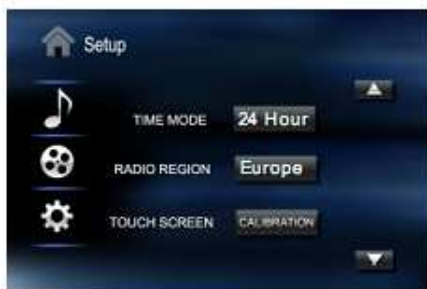 Setup
TIME MODE 24 Hour
RADIO REGION Europe
TOUCH SCREEN CALIBRATION